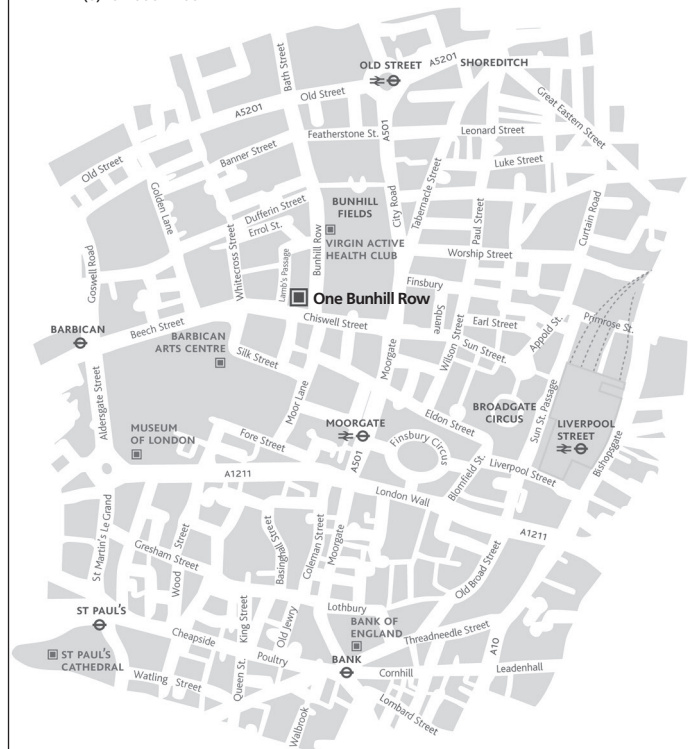 OLD STREET
A5201
SHOREDITCH
Bath Street
Old Street
A5201
Great Eastern Street
Featherstone St.
A501
Leonard Street
Banner Street
Luke Street
Old Street
Golden Lane
BUNHILL
FIELDS
City Road
Tabernacle Street
Paul Street
Curtain Road
Dufferin Street
Errol St.
Whitecross Street
Lamb's Passage
Bunhill Row
VIRGIN ACTIVE
HEALTH CLUB
Worship Street
Goswell Road
Finsbury
Square
One Bunhill Row
Chiswell Street
Earl Street
Appold St.
Primrose St.
BARBICAN
Beech Street
BARBICAN
ARTS CENTRE
Silk Street
Moorgate
Wilson Street
Sun Street.
Aldersgate Street
Moor Lane
Eldon Street
BROADGATE
CIRCUS
Sun St. Passage
LIVERPOOL
STREET
Bishopsgate
MUSEUM
OF LONDON
Fore Street
MOORGATE
Finsbury Circus
A501
Blomfield St.
Liverpool Street
A1211
London Wall
A1211
St Martin's Le Grand
Gresham Street
Wood Street
Basinghall Street
Coleman Street
Moorgate
Old Broad Street
ST PAUL'S
Cheapside
King Street
Old Jewry
Lothbury
BANK OF
ENGLAND
Threadneedle Street
A10
ST PAUL'S
CATHEDRAL
Watling Street
Queen St.
Poultry
BANK
Cornhill
Leadenhall
Walbrook
Lombard Street